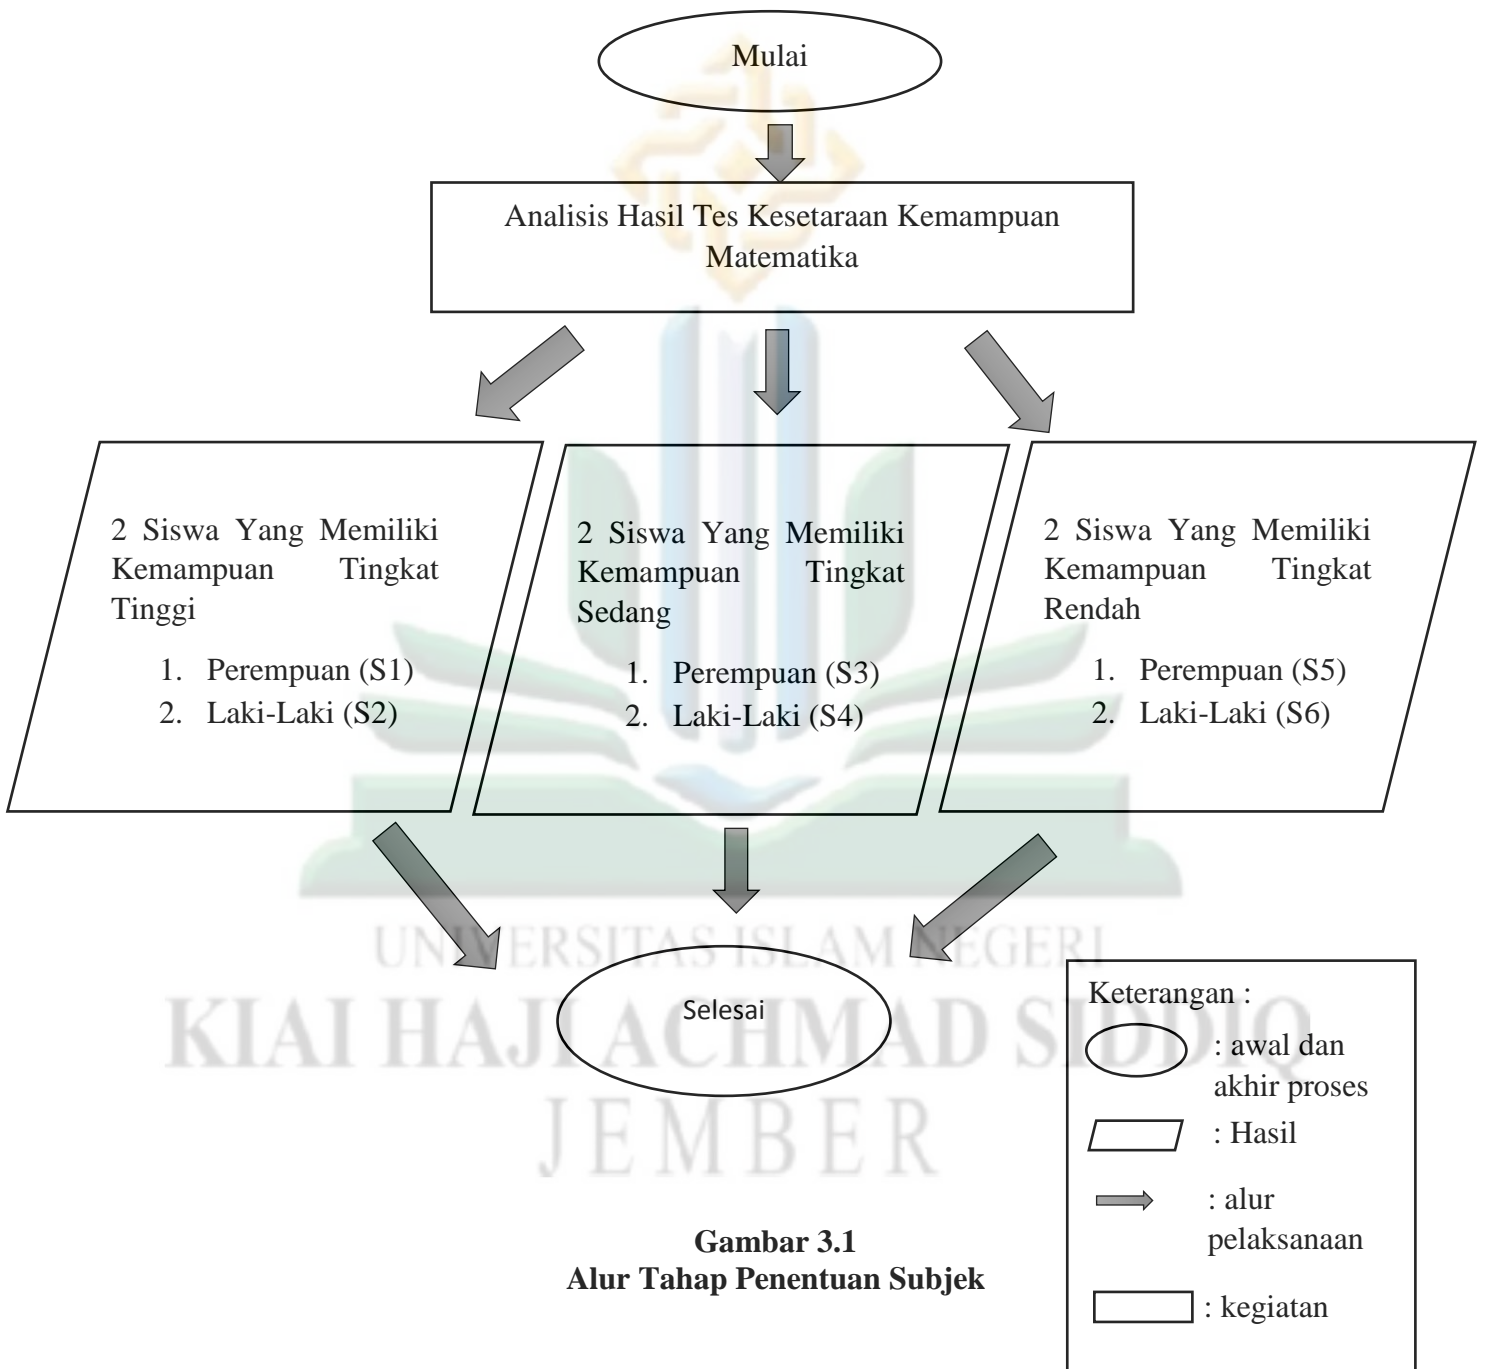 Mulai
Analisis Hasil Tes Kesetaraan Kemampuan
Matematika
2 Siswa Yang Memiliki
Kemampuan Tingkat
Tinggi
1. Perempuan (S1)
2. Laki-Laki (S2)
2 Siswa Yang Memiliki
Kemampuan Tingkat
Sedang
1. Perempuan (S3)
2. Laki-Laki (S4)
2 Siswa Yang Memiliki
Kemampuan Tingkat
Rendah
1. Perempuan (S5)
2. Laki-Laki (S6)
Selesai
UNIVERSITAS ISLAM NEGERI
KIAI HAJI ACHMAD SIDDIQ
JEMBER
Keterangan :
: awal dan
akhir proses
: Hasil
: alur
pelaksanaan
: kegiatan
Gambar 3.1
Alur Tahap Penentuan Subjek